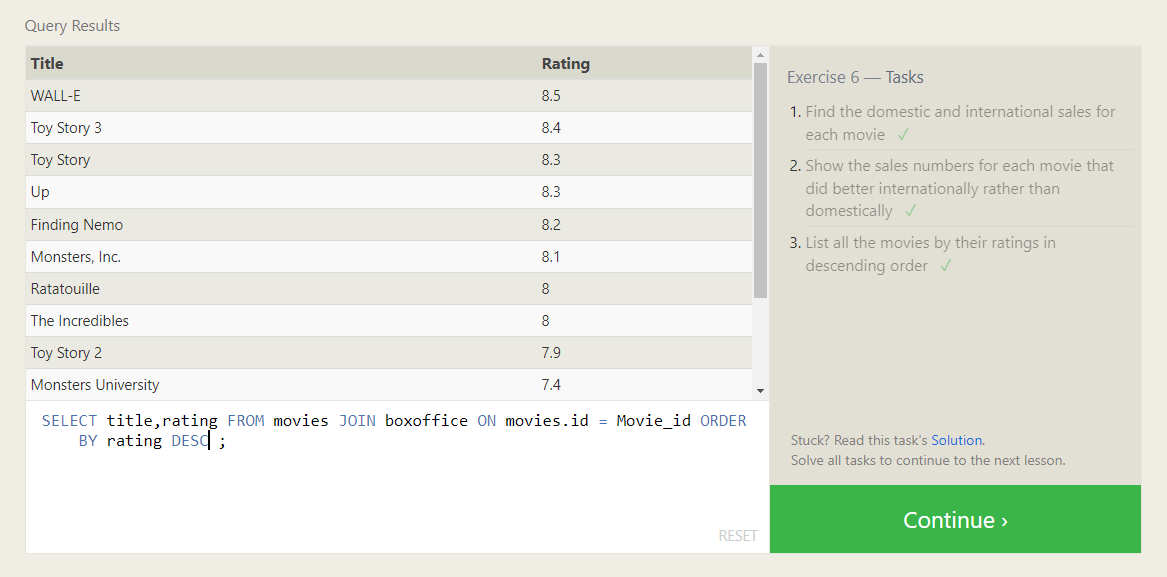 Query Results
Title Rating
WALL-E 8.5
Toy Story 3 8.4
Toy Story 8.3
Up 8.3
Finding Nemo 8.2
Monsters, Inc. 8.1
Ratatouille 8
The Incredibles 8
Toy Story 2 7.9
Monsters University 7.4
SELECT title,rating FROM movies JOIN boxoffice ON movies.id = Movie_id ORDER
BY rating DESC ;
RESET
Exercise 6 — Tasks
1. Find the domestic and international sales for
each movie ✓
2. Show the sales numbers for each movie that
did better internationally rather than
domestically ✓
3. List all the movies by their ratings in
descending order ✓
Stuck? Read this task's Solution.
Solve all tasks to continue to the next lesson.
Continue ›